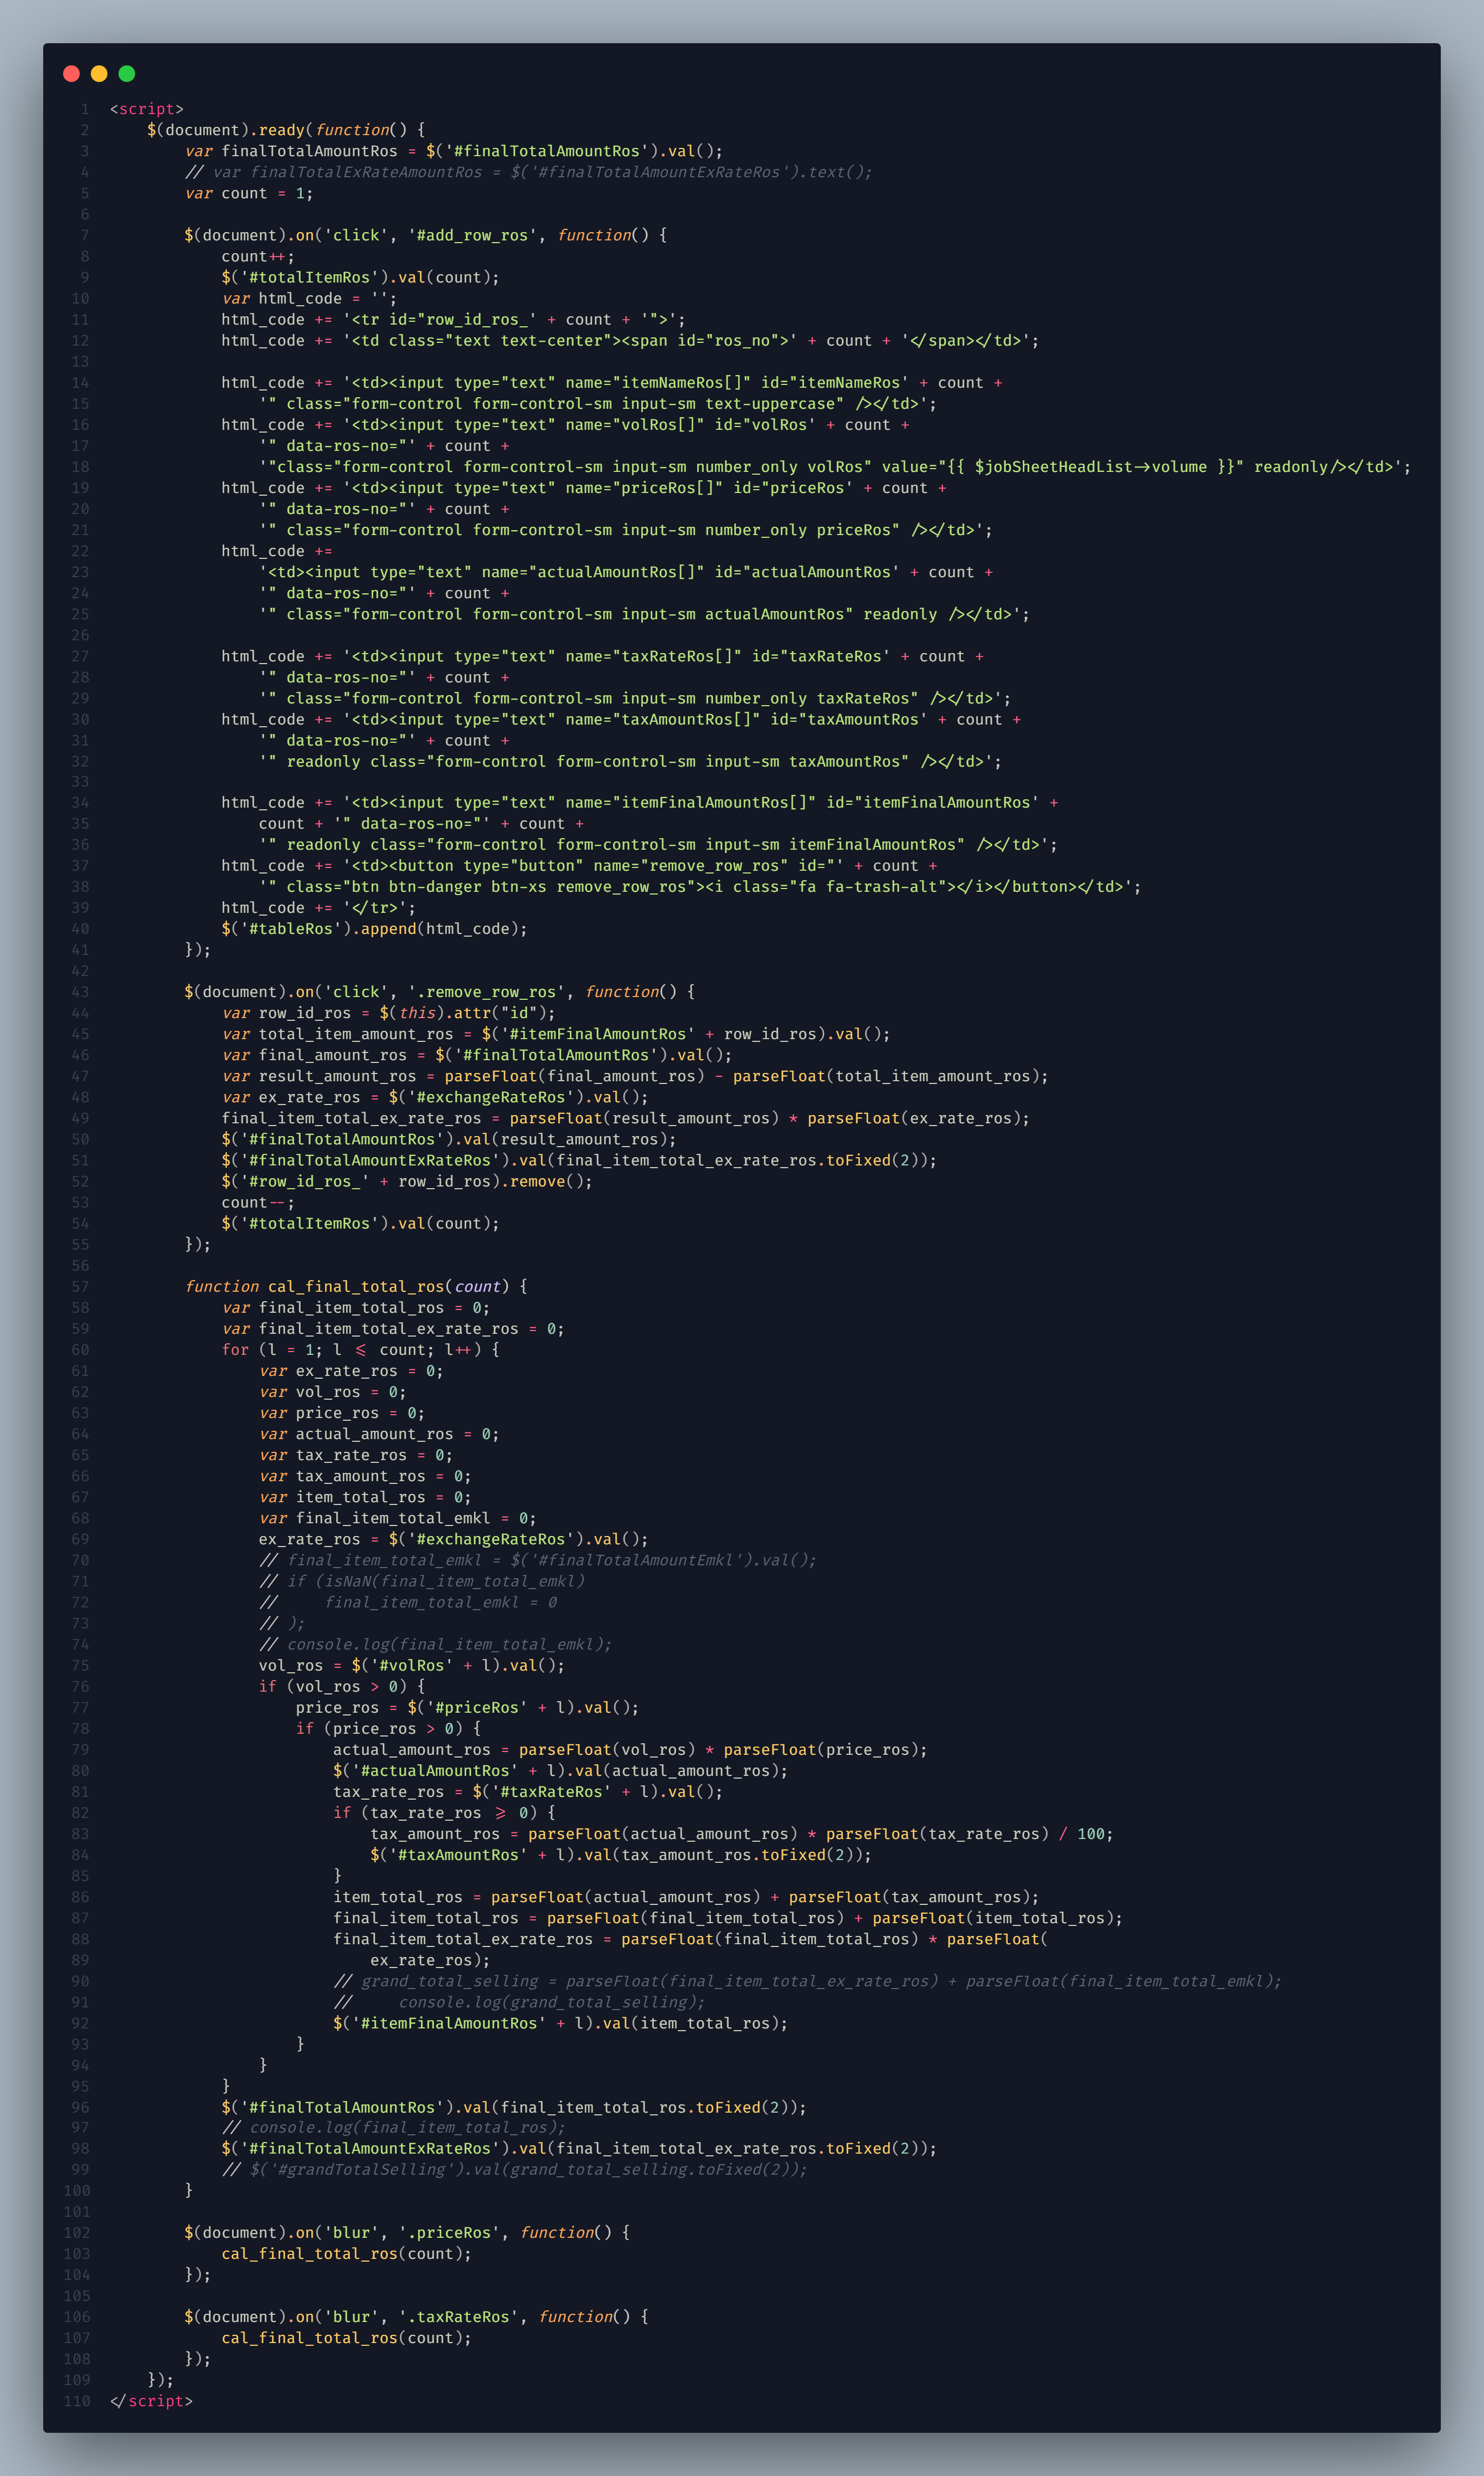 1 <script>
2 $(document).ready(function() {
3 var finalTotalAmountRos = $('#finalTotalAmountRos').val();
4 // var finalTotalExRateAmountRos = $('#finalTotalAmountExRateRos').text();
5 var count = 1;
6
7 $(document).on('click', '#add_row_ros', function() {
8 count++;
9 $('#totalItemRos').val(count);
10 var html_code = '';
11 html_code += '<tr id="row_id_ros_' + count + '">';
12 html_code += '<td class="text text-center"><span id="ros_no">' + count + '</span></td>';
13
14 html_code += '<td><input type="text" name="itemNameRos[]" id="itemNameRos' + count +
15 '" class="form-control form-control-sm input-sm text-uppercase" /></td>';
16 html_code += '<td><input type="text" name="volRos[]" id="volRos' + count +
17 '" data-ros-no="' + count +
18 '"class="form-control form-control-sm input-sm number_only volRos" value="{{ $jobSheetHeadList->volume }}" readonly/></td>';
19 html_code += '<td><input type="text" name="priceRos[]" id="priceRos' + count +
20 '" data-ros-no="' + count +
21 '" class="form-control form-control-sm input-sm number_only priceRos" /></td>';
22 html_code +=
23 '<td><input type="text" name="actualAmountRos[]" id="actualAmountRos' + count +
24 '" data-ros-no="' + count +
25 '" class="form-control form-control-sm input-sm actualAmountRos" readonly /></td>';
26
27 html_code += '<td><input type="text" name="taxRateRos[]" id="taxRateRos' + count +
28 '" data-ros-no="' + count +
29 '" class="form-control form-control-sm input-sm number_only taxRateRos" /></td>';
30 html_code += '<td><input type="text" name="taxAmountRos[]" id="taxAmountRos' + count +
31 '" data-ros-no="' + count +
32 '" readonly class="form-control form-control-sm input-sm taxAmountRos" /></td>';
33
34 html_code += '<td><input type="text" name="itemFinalAmountRos[]" id="itemFinalAmountRos' +
35 count + '" data-ros-no="' + count +
36 '" readonly class="form-control form-control-sm input-sm itemFinalAmountRos" /></td>';
37 html_code += '<td><button type="button" name="remove_row_ros" id="' + count +
38 '" class="btn btn-danger btn-xs remove_row_ros"><i class="fa fa-trash-alt"></i></button></td>';
39 html_code += '</tr>';
40 $('#tableRos').append(html_code);
41 });
42
43 $(document).on('click', '.remove_row_ros', function() {
44 var row_id_ros = $(this).attr("id");
45 var total_item_amount_ros = $('#itemFinalAmountRos' + row_id_ros).val();
46 var final_amount_ros = $('#finalTotalAmountRos').val();
47 var result_amount_ros = parseFloat(final_amount_ros) - parseFloat(total_item_amount_ros);
48 var ex_rate_ros = $('#exchangeRateRos').val();
49 final_item_total_ex_rate_ros = parseFloat(result_amount_ros) * parseFloat(ex_rate_ros);
50 $('#finalTotalAmountRos').val(result_amount_ros);
51 $('#finalTotalAmountExRateRos').val(final_item_total_ex_rate_ros.toFixed(2));
52 $('#row_id_ros_' + row_id_ros).remove();
53 count--;
54 $('#totalItemRos').val(count);
55 });
56
57 function cal_final_total_ros(count) {
58 var final_item_total_ros = 0;
59 var final_item_total_ex_rate_ros = 0;
60 for (l = 1; l <= count; l++) {
61 var ex_rate_ros = 0;
62 var vol_ros = 0;
63 var price_ros = 0;
64 var actual_amount_ros = 0;
65 var tax_rate_ros = 0;
66 var tax_amount_ros = 0;
67 var item_total_ros = 0;
68 var final_item_total_emkl = 0;
69 ex_rate_ros = $('#exchangeRateRos').val();
70 // final_item_total_emkl = $('#finalTotalAmountEmkl').val();
71 // if (isNaN(final_item_total_emkl)
72 // final_item_total_emkl = 0
73 // );
74 // console.log(final_item_total_emkl);
75 vol_ros = $('#volRos' + l).val();
76 if (vol_ros > 0) {
77 price_ros = $('#priceRos' + l).val();
78 if (price_ros > 0) {
79 actual_amount_ros = parseFloat(vol_ros) * parseFloat(price_ros);
80 $('#actualAmountRos' + l).val(actual_amount_ros);
81 tax_rate_ros = $('#taxRateRos' + l).val();
82 if (tax_rate_ros >= 0) {
83 tax_amount_ros = parseFloat(actual_amount_ros) * parseFloat(tax_rate_ros) / 100;
84 $('#taxAmountRos' + l).val(tax_amount_ros.toFixed(2));
85 }
86 item_total_ros = parseFloat(actual_amount_ros) + parseFloat(tax_amount_ros);
87 final_item_total_ros = parseFloat(final_item_total_ros) + parseFloat(item_total_ros);
88 final_item_total_ex_rate_ros = parseFloat(final_item_total_ros) * parseFloat(
89 ex_rate_ros);
90 // grand_total_selling = parseFloat(final_item_total_ex_rate_ros) + parseFloat(final_item_total_emkl);
91 // console.log(grand_total_selling);
92 $('#itemFinalAmountRos' + l).val(item_total_ros);
93 }
94 }
95 }
96 $('#finalTotalAmountRos').val(final_item_total_ros.toFixed(2));
97 // console.log(final_item_total_ros);
98 $('#finalTotalAmountExRateRos').val(final_item_total_ex_rate_ros.toFixed(2));
99 // $('#grandTotalSelling').val(grand_total_selling.toFixed(2));
100 }
101
102 $(document).on('blur', '.priceRos', function() {
103 cal_final_total_ros(count);
104 });
105
106 $(document).on('blur', '.taxRateRos', function() {
107 cal_final_total_ros(count);
108 });
109 });
110 </script>